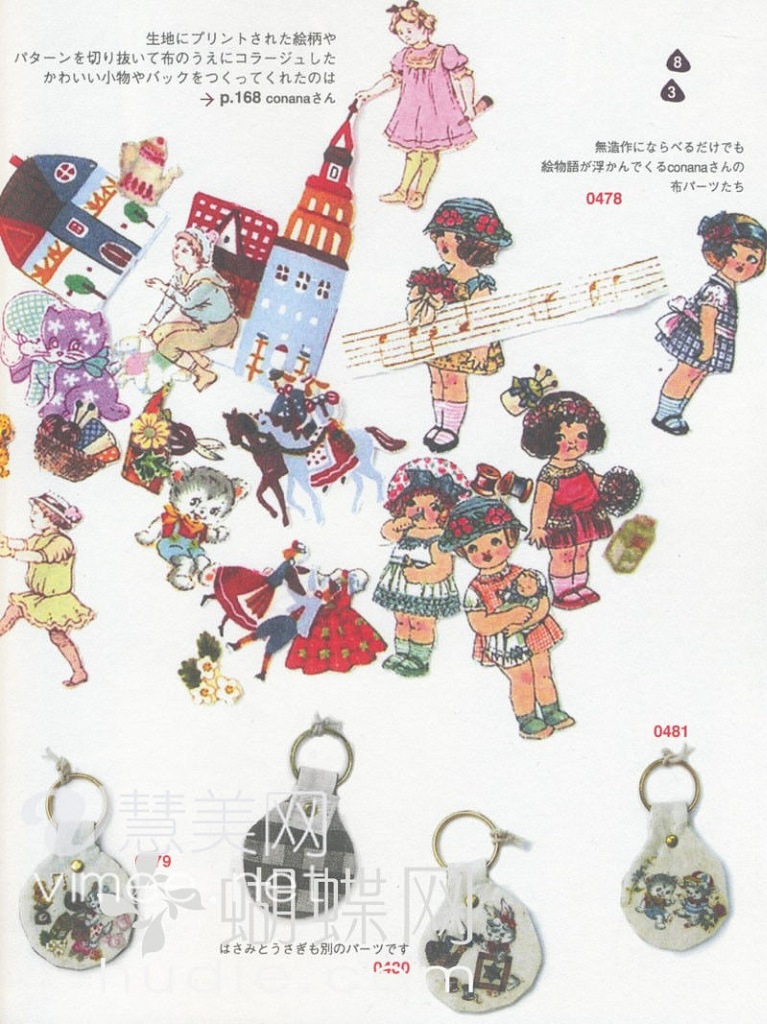 生地にプリントされた絵柄や
パターンを切り抜いて布のうえにコラージュした
かわいい小物やバックをつくってくれたのは
→ p.168 conanaさん
8
3
無造作にならべるだけでも
絵物語が浮かんでくるconanaさんの
布パーツたち
0478
D
0481
慧美网
蝴蝶网
はさみとうさぎも別のパーツです
0480